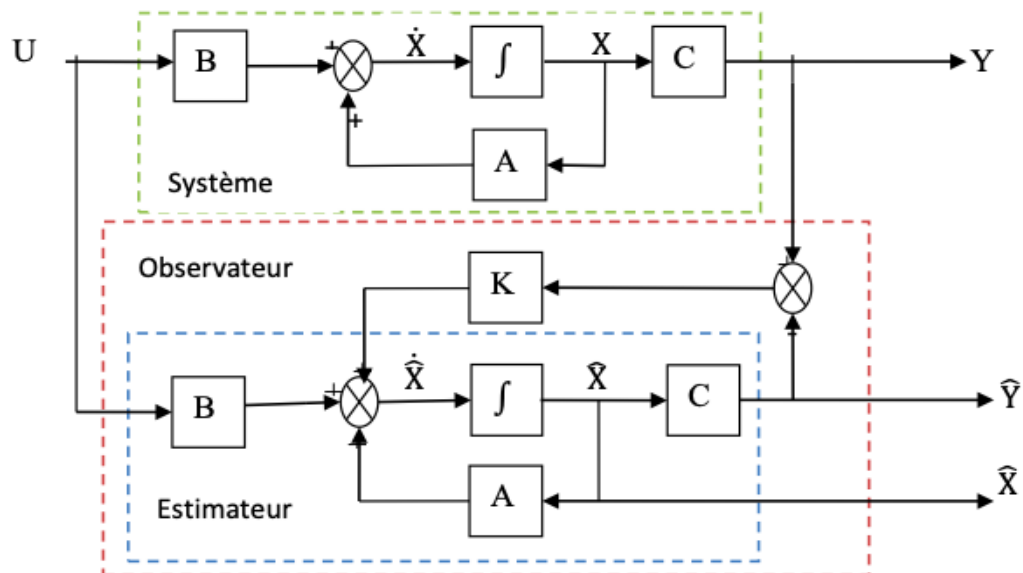 U
B
+
Ẋ
∫
X
C
Y
+
A
Système
Observateur
K
+
-
+
B
+
X̂̇
∫
X̂
C
Ŷ
+
A
X̂
Estimateur